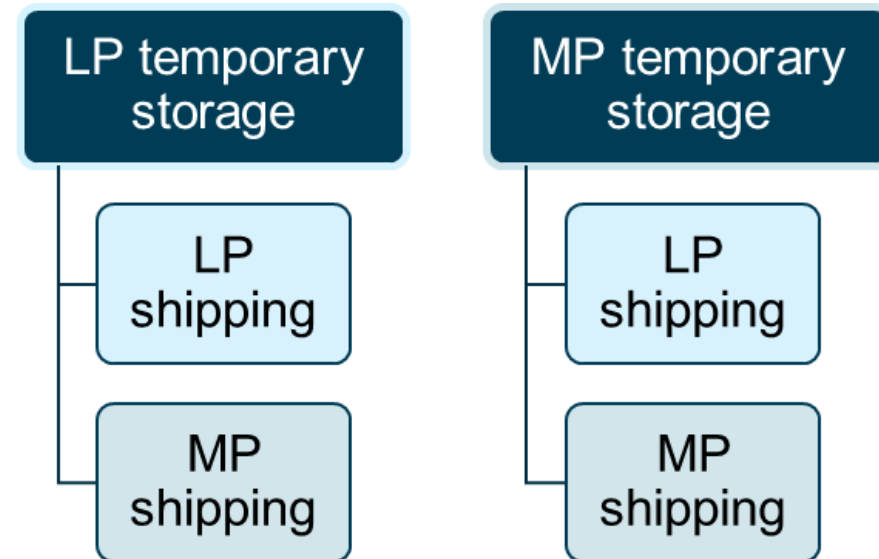 LP temporary
storage
LP
shipping
MP
shipping
MP temporary
storage
LP
shipping
MP
shipping